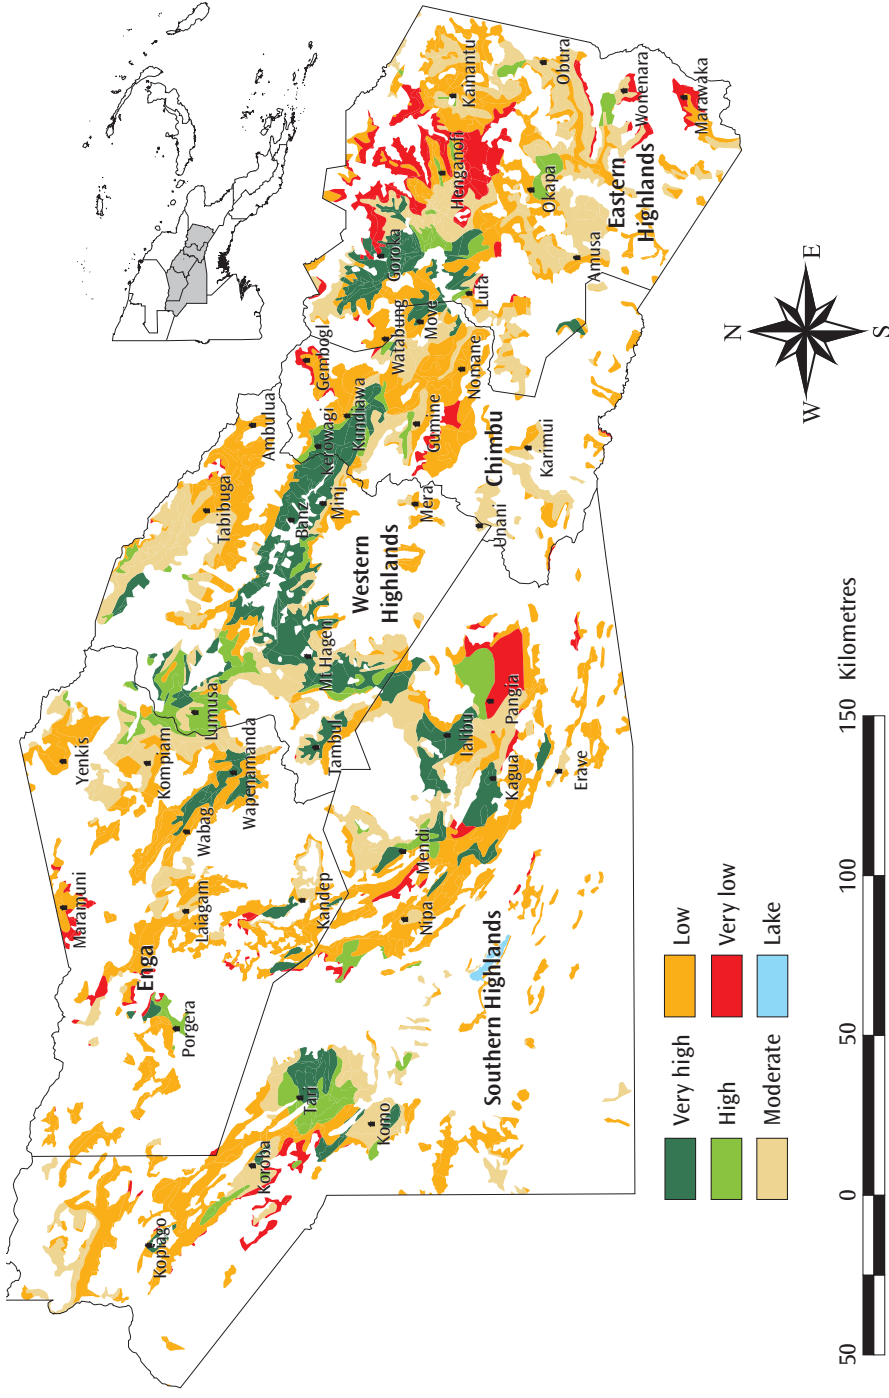 Kopiago
Koroba
Tari
Komo
Porgera
Enga
Maramuni
Laiagam
Kandep
Nipa
Mendi
Southern Highlands
Yenkis
Kompiam
Wabag
Wapenamanda
Lumusa
Tambul
Mt Hagen
Ialibu
Kagua
Pangia
Erave
Tabibuga
Ambulua
Banz
Minj
Western
Highlands
Mera
Unani
Kerowagi
Kundiawa
Gembogl
Gumine
Nomane
Chimbu
Karimui
Watabung
Move
Lufa
Goroka
Henganofi
Kainantu
Okapa
Obura
Amusa
Eastern
Highlands
Wonenara
Marawaka
Very high
High
Moderate
Low
Very low
Lake
50 0 50 100 150 Kilometres
N
W
E
S